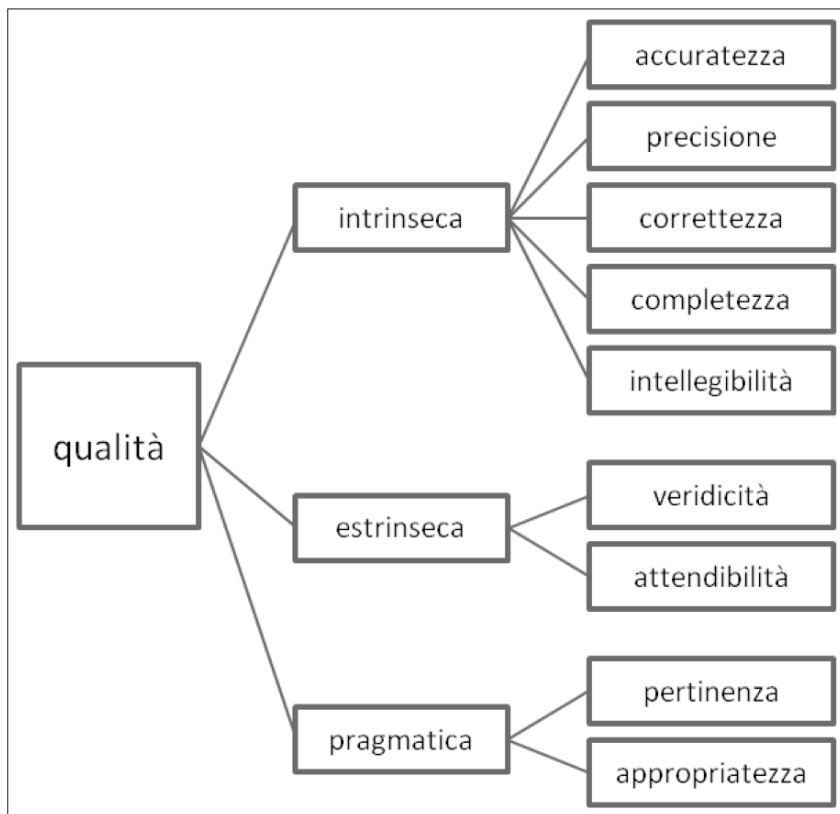 qualità
intrinseca
accuratezza
precisione
correttezza
completezza
intellegibilità
estrinseca
veridicità
attendibilità
pragmatica
pertinenza
appropriatezza